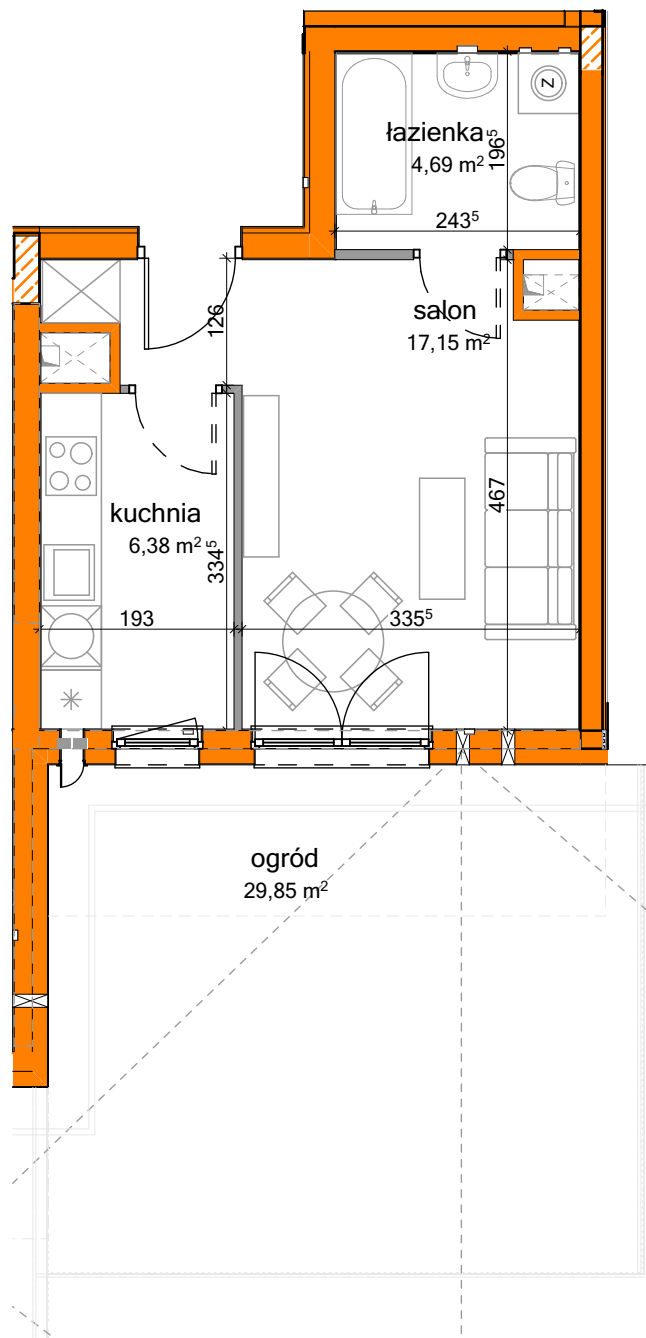 Z
łazienka
4,69 m²
196⁵
243⁵
salon
17,15 m²
126
kuchnia
6,38 m²
334⁵
467
193
335⁵
ogród
29,85 m²